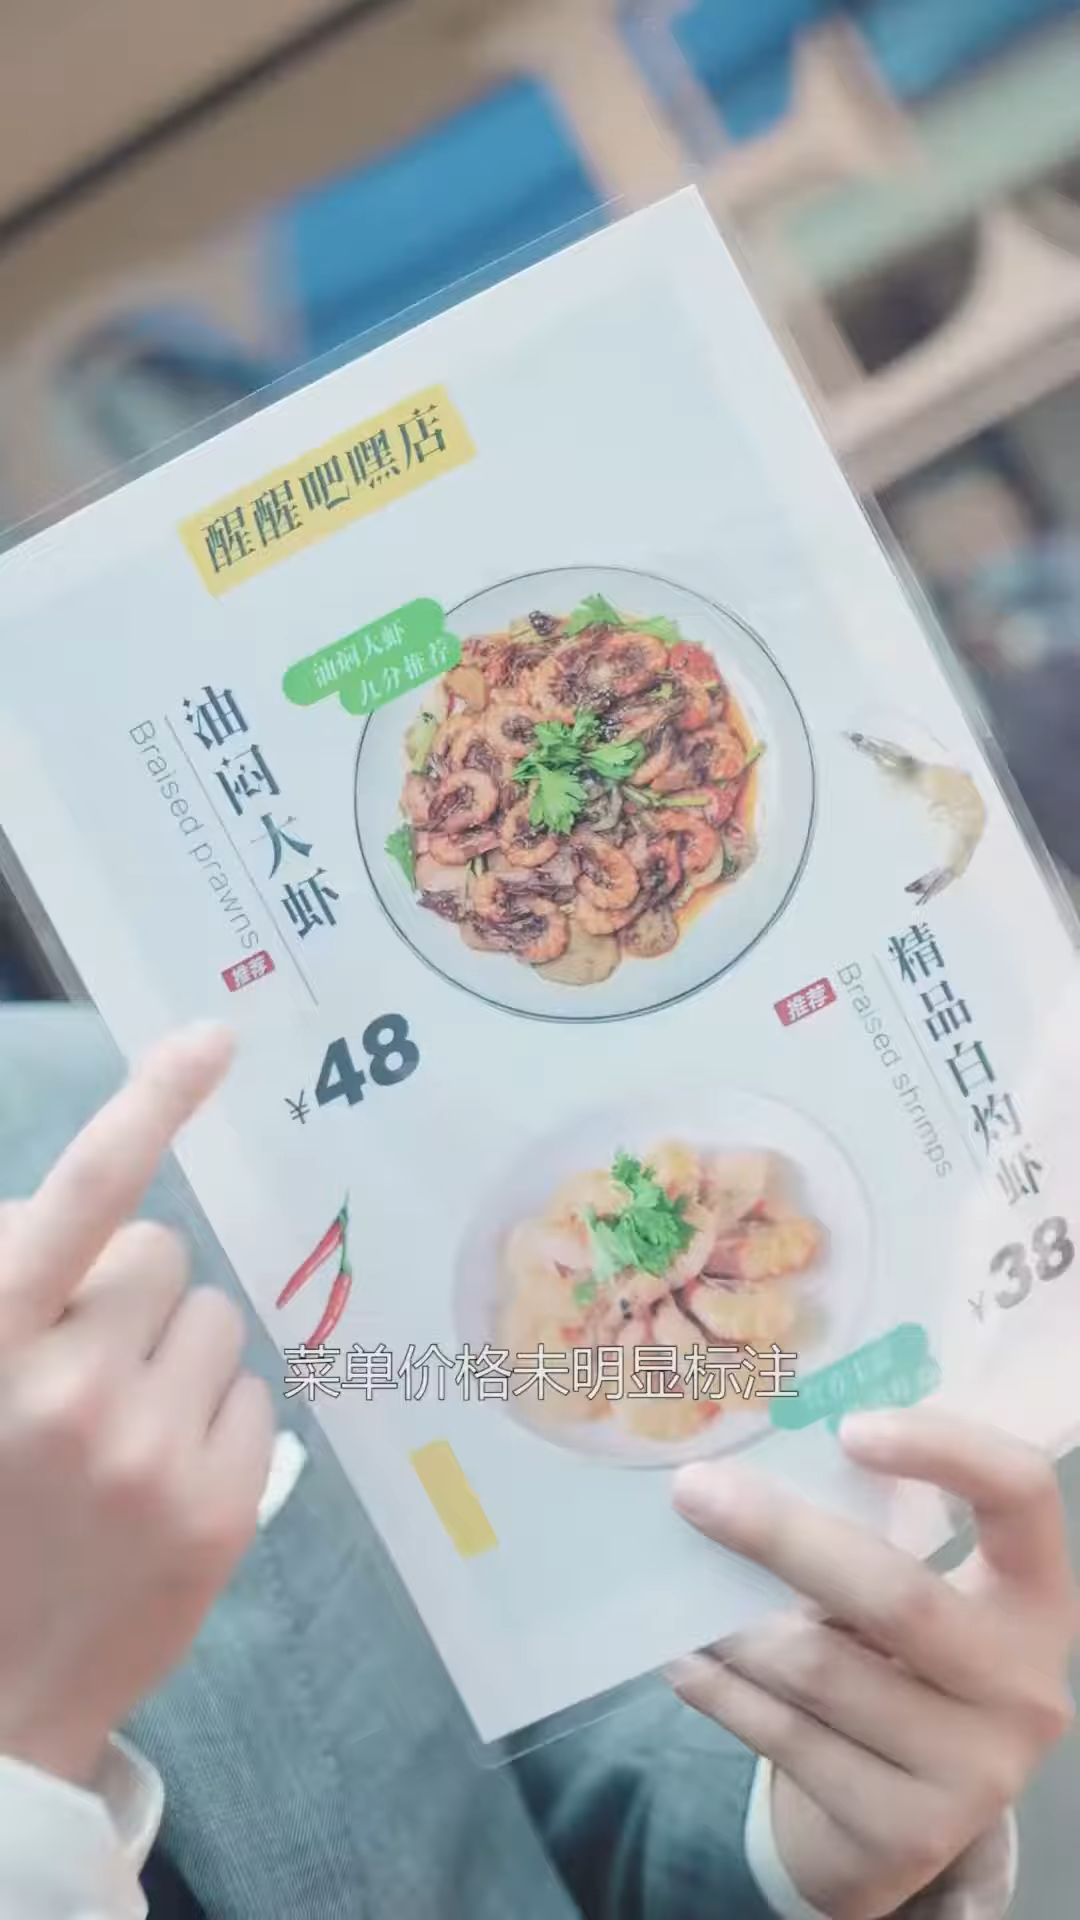 醒醒吧嘿店
油焖大虾
九分推荐
油焖大虾
Braised prawns
推荐
¥48
精品白灼虾
Braised shrimps
推荐
¥38
菜单价格未明显标注